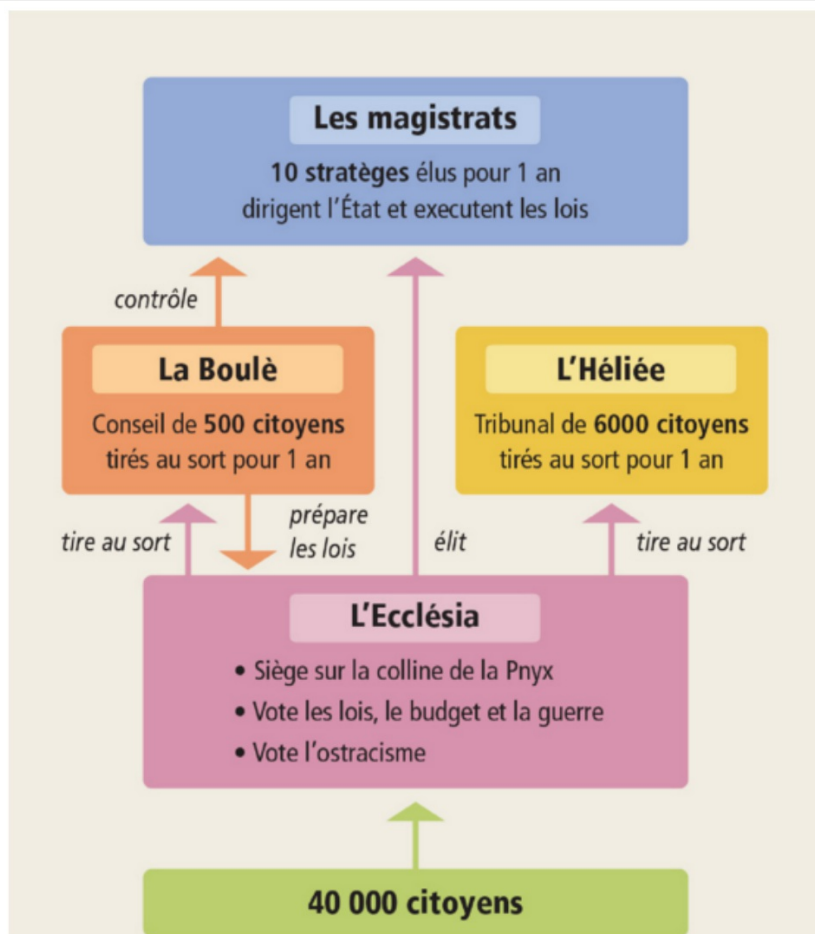 Les magistrats
10 stratèges élus pour 1 an
dirigent l'État et executent les lois
contrôle
La Boulè
Conseil de 500 citoyens
tirés au sort pour 1 an
L'Héliée
Tribunal de 6000 citoyens
tirés au sort pour 1 an
tire au sort
prépare
les lois
élit
tire au sort
L'Ecclésia
• Siège sur la colline de la Pnyx
• Vote les lois, le budget et la guerre
• Vote l'ostracisme
40 000 citoyens